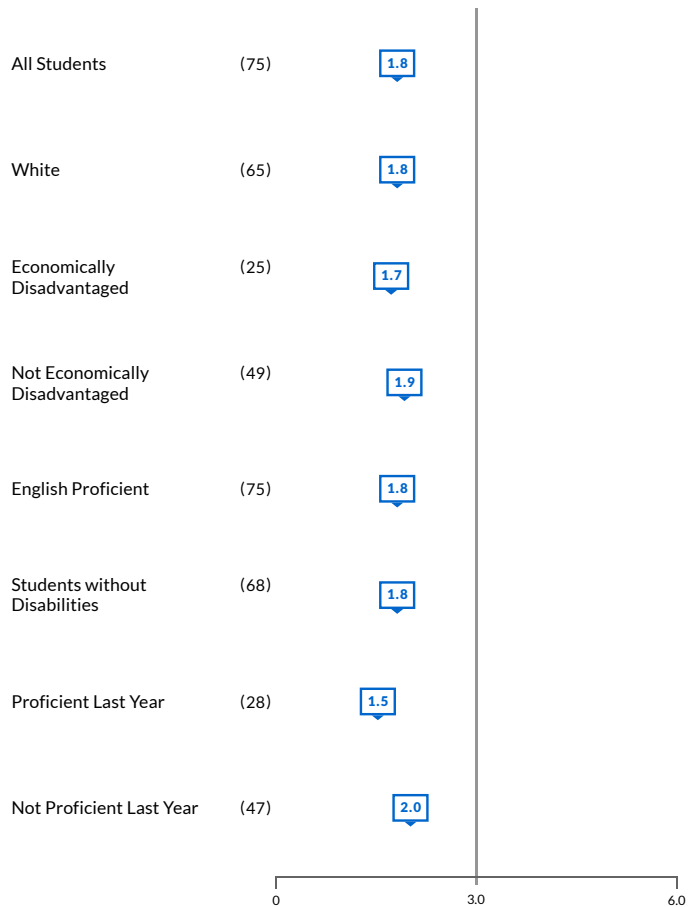 All Students (75) 1.8
White (65) 1.8
Economically
Disadvantaged
(25) 1.7
Not Economically
Disadvantaged
(49) 1.9
English Proficient (75) 1.8
Students without
Disabilities
(68) 1.8
Proficient Last Year (28) 1.5
Not Proficient Last Year (47) 2.0
0 3.0 6.0